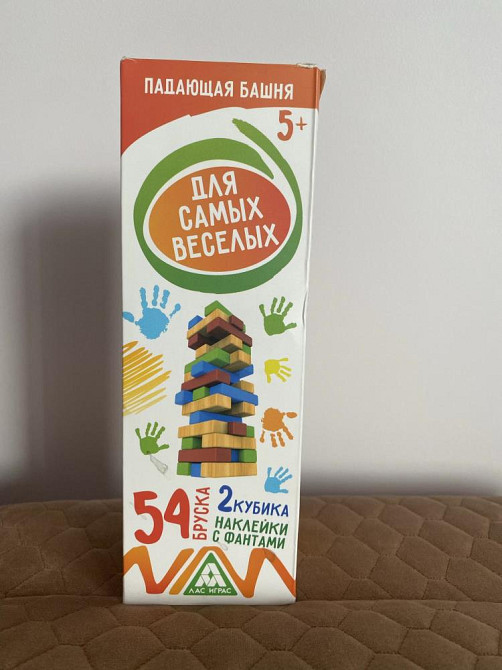 ПАДАЮЩАЯ БАШНЯ
5+
ДЛЯ
САМЫХ
ВЕСЕЛЫХ
54
БРУСКА
2 КУБИКА
НАКЛЕЙКИ
С ФАНТАМИ
ЛАС ИГРАС